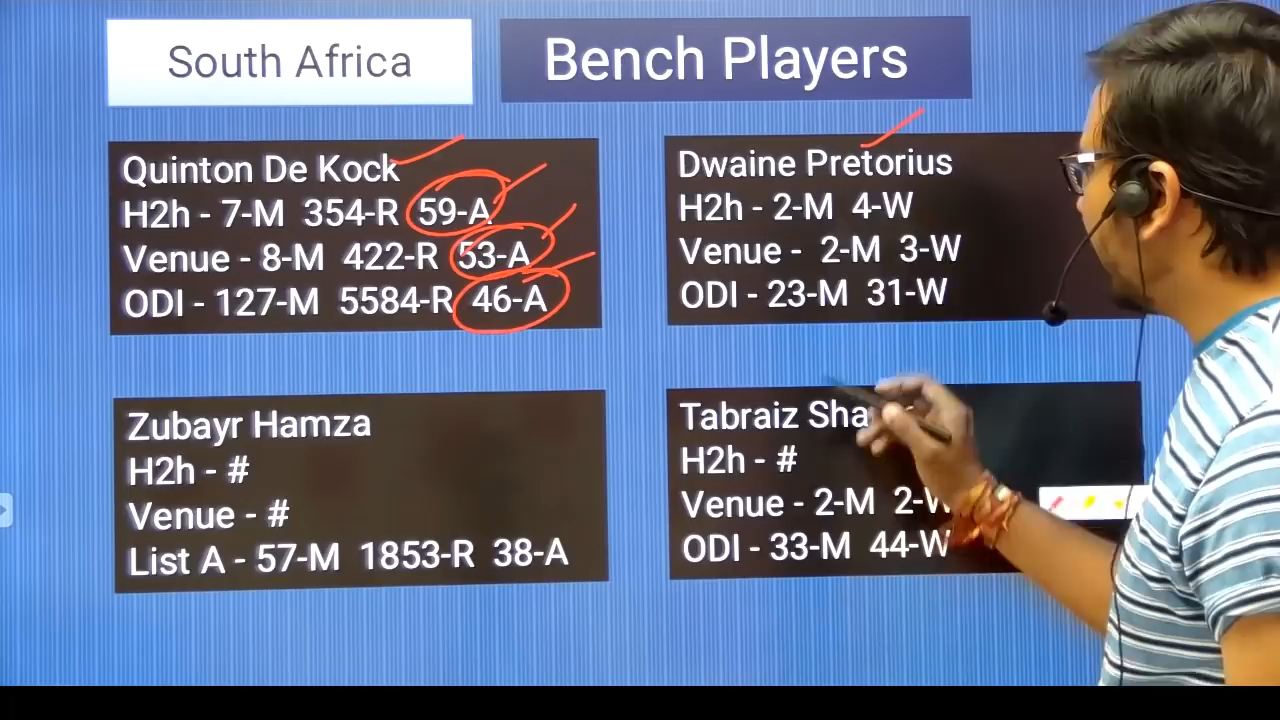 South Africa
Bench Players
Quinton De Kock
H2h - 7-M 354-R 59-A
Venue - 8-M 422-R 53-A
ODI - 127-M 5584-R 46-A
Dwaine Pretorius
H2h - 2-M 4-W
Venue - 2-M 3-W
ODI - 23-M 31-W
Zubayr Hamza
H2h - #
Venue - #
List A - 57-M 1853-R 38-A
Tabraiz
H2h - #
Venue - 2-M 2-W
ODI - 33-M 44-W